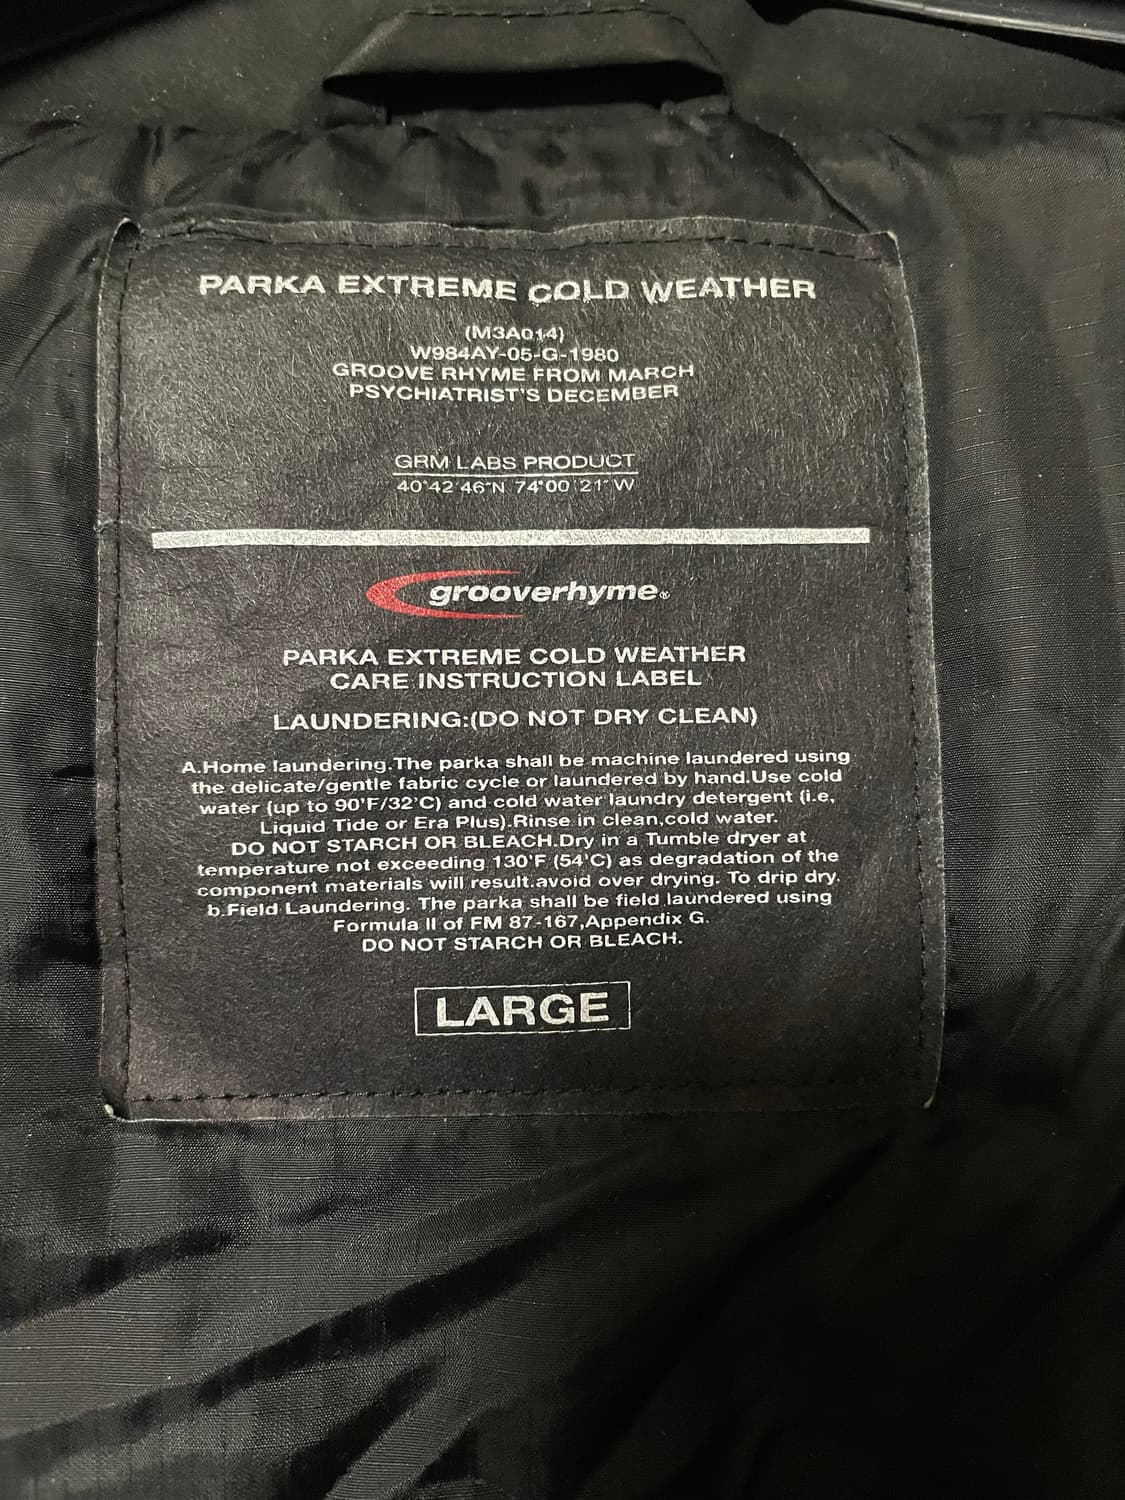 PARKA EXTREME COLD WEATHER
(M3A014)
W984AY-05-G-1980
GROOVE RHYME FROM MARCH
PSYCHIATRIST'S DECEMBER
GRM LABS PRODUCT
40°42'46"N 74°00'21"W
grooverhyme®
PARKA EXTREME COLD WEATHER
CARE INSTRUCTION LABEL
LAUNDERING:(DO NOT DRY CLEAN)
A.Home laundering.The parka shall be machine laundered using
the delicate/gentle fabric cycle or laundered by hand.Use cold
water (up to 90°F/32°C) and cold water laundry detergent (i.e,
Liquid Tide or Era Plus).Rinse in clean,cold water.
DO NOT STARCH OR BLEACH.Dry in a Tumble dryer at
temperature not exceeding 130°F (54°C) as degradation of the
component materials will result.avoid over drying. To drip dry.
b.Field Laundering. The parka shall be field laundered using
Formula II of FM 87-167,Appendix G.
DO NOT STARCH OR BLEACH.
LARGE